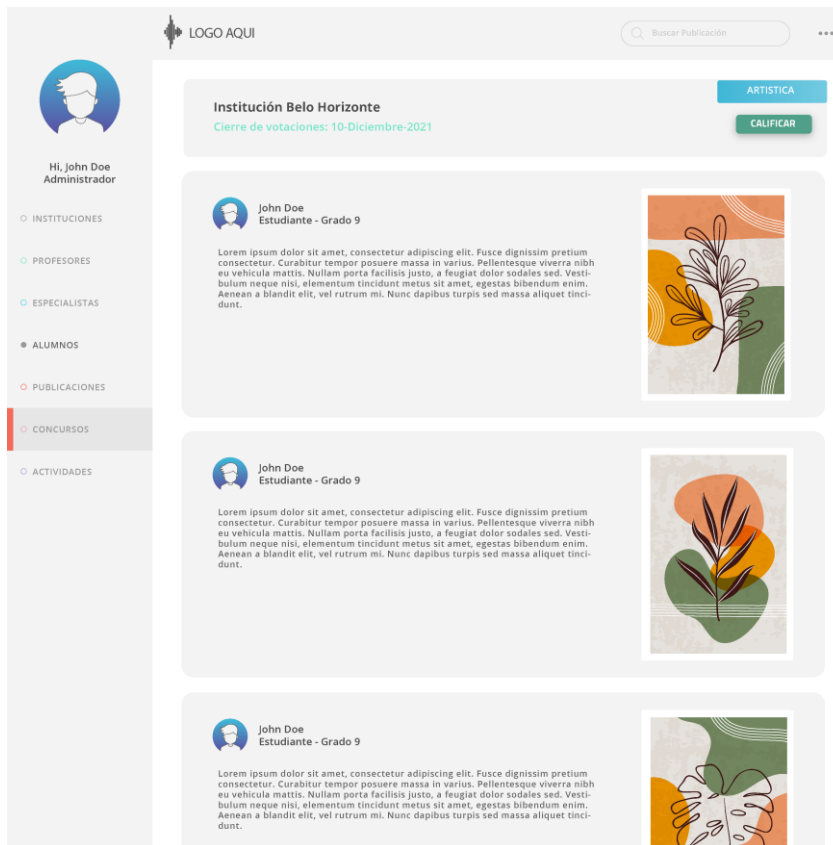 LOGO AQUI
Buscar Publicación
Hi, John Doe
Administrador
INSTITUCIONES
PROFESORES
ESPECIALISTAS
ALUMNOS
PUBLICACIONES
CONCURSOS
ACTIVIDADES
Institución Belo Horizonte
Cierre de votaciones: 10-Diciembre-2021
ARTISTICA
CALIFICAR
John Doe
Estudiante - Grado 9
Lorem ipsum dolor sit amet, consectetur adipiscing elit. Fusce dignissim pretium
consectetur. Curabitur tempor posuere massa in varius. Pellentesque viverra nibh
eu vehicula mattis. Nullam porta facilisis justo, a feugiat dolor sodales sed. Vesti-
bulum neque nisi, elementum tincidunt metus sit amet, egestas bibendum enim.
Aenean a blandit elit, vel rutrum mi. Nunc dapibus turpis sed massa aliquet tinci-
dunt.
John Doe
Estudiante - Grado 9
Lorem ipsum dolor sit amet, consectetur adipiscing elit. Fusce dignissim pretium
consectetur. Curabitur tempor posuere massa in varius. Pellentesque viverra nibh
eu vehicula mattis. Nullam porta facilisis justo, a feugiat dolor sodales sed. Vesti-
bulum neque nisi, elementum tincidunt metus sit amet, egestas bibendum enim.
Aenean a blandit elit, vel rutrum mi. Nunc dapibus turpis sed massa aliquet tinci-
dunt.
John Doe
Estudiante - Grado 9
Lorem ipsum dolor sit amet, consectetur adipiscing elit. Fusce dignissim pretium
consectetur. Curabitur tempor posuere massa in varius. Pellentesque viverra nibh
eu vehicula mattis. Nullam porta facilisis justo, a feugiat dolor sodales sed. Vesti-
bulum neque nisi, elementum tincidunt metus sit amet, egestas bibendum enim.
Aenean a blandit elit, vel rutrum mi. Nunc dapibus turpis sed massa aliquet tinci-
dunt.